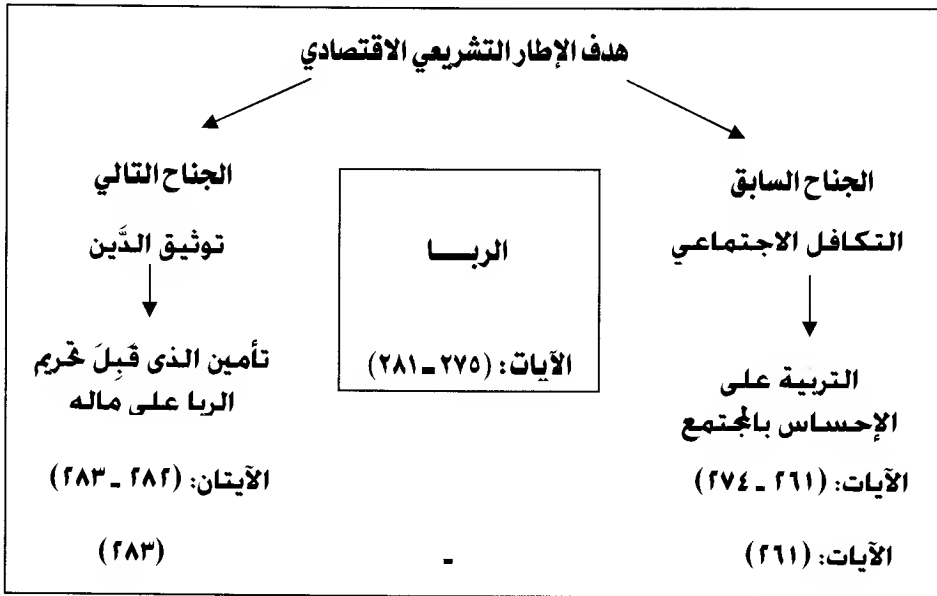 هدف الإطار التشريعي الاقتصادي
الجناح السابق
التكافل الاجتماعي
التربية على
الإحساس بالمجتمع
الآيات: (٢٦١ ـ ٢٧٤)
الربـــــا
الآيات: (٢٧٥ ـ ٢٨١)
الجناح التالي
توثيق الدَّين
تأمين الذى قَبِلَ تحريم
الربا على ماله
الآيتان: (٢٨٢ ـ ٢٨٣)
الآيات: (٢٦١) ـ (٢٨٣)